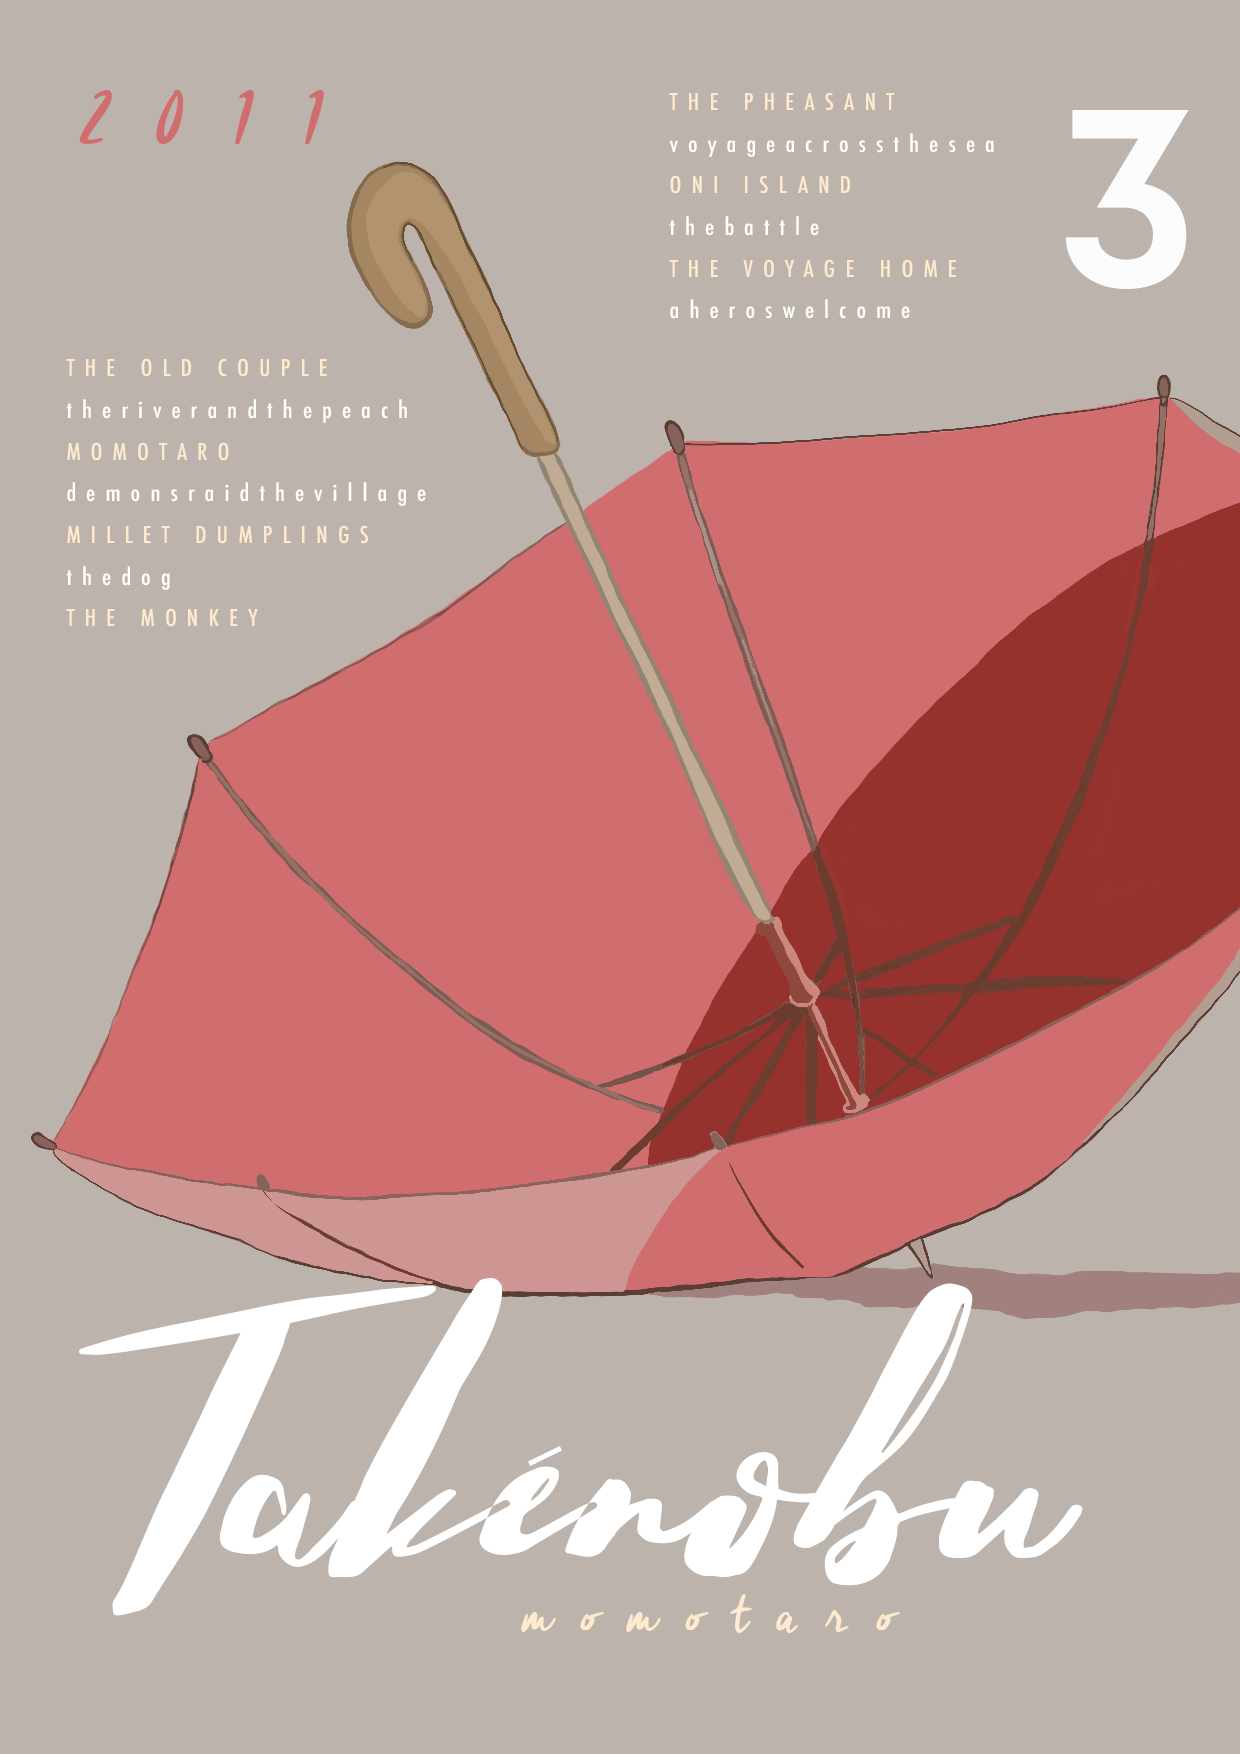 2011
THE PHEASANT
voyageacrossthesea
ONI ISLAND
thebattle
THE VOYAGE HOME
aheroswelcome
3
THE OLD COUPLE
theriverandthepeach
MOMOTARO
demonsraidthevillage
MILLET DUMPLINGS
thedog
THE MONKEY
Takénobu
momotaro